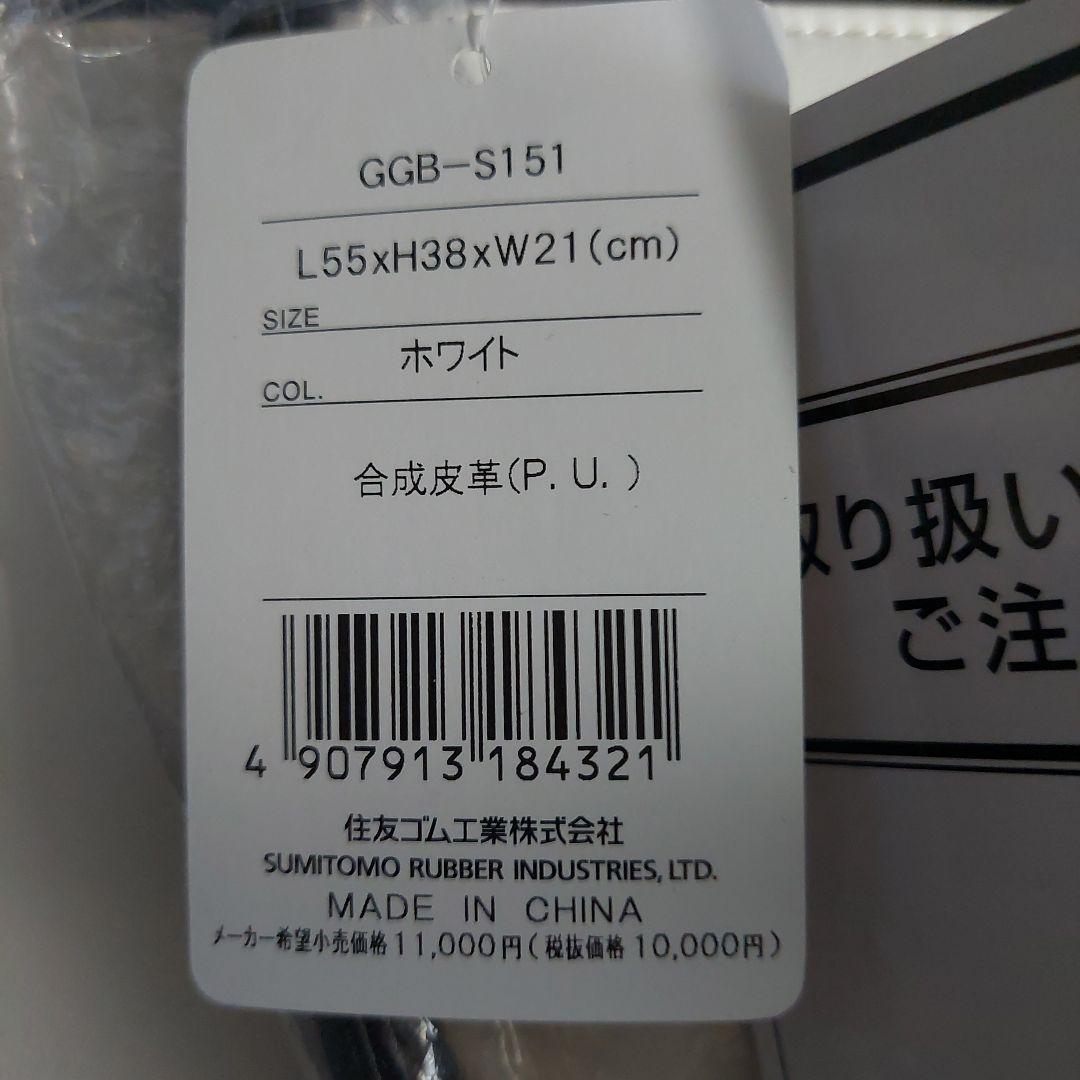 GGB-S151
L55xH38xW21(cm)
SIZE
ホワイト
COL.
合成皮革(P.U.)
4 907913 184321
住友ゴム工業株式会社
SUMITOMO RUBBER INDUSTRIES, LTD.
MADE IN CHINA
メーカー希望小売価格11,000円(税抜価格10,000円)
取り扱い
ご注